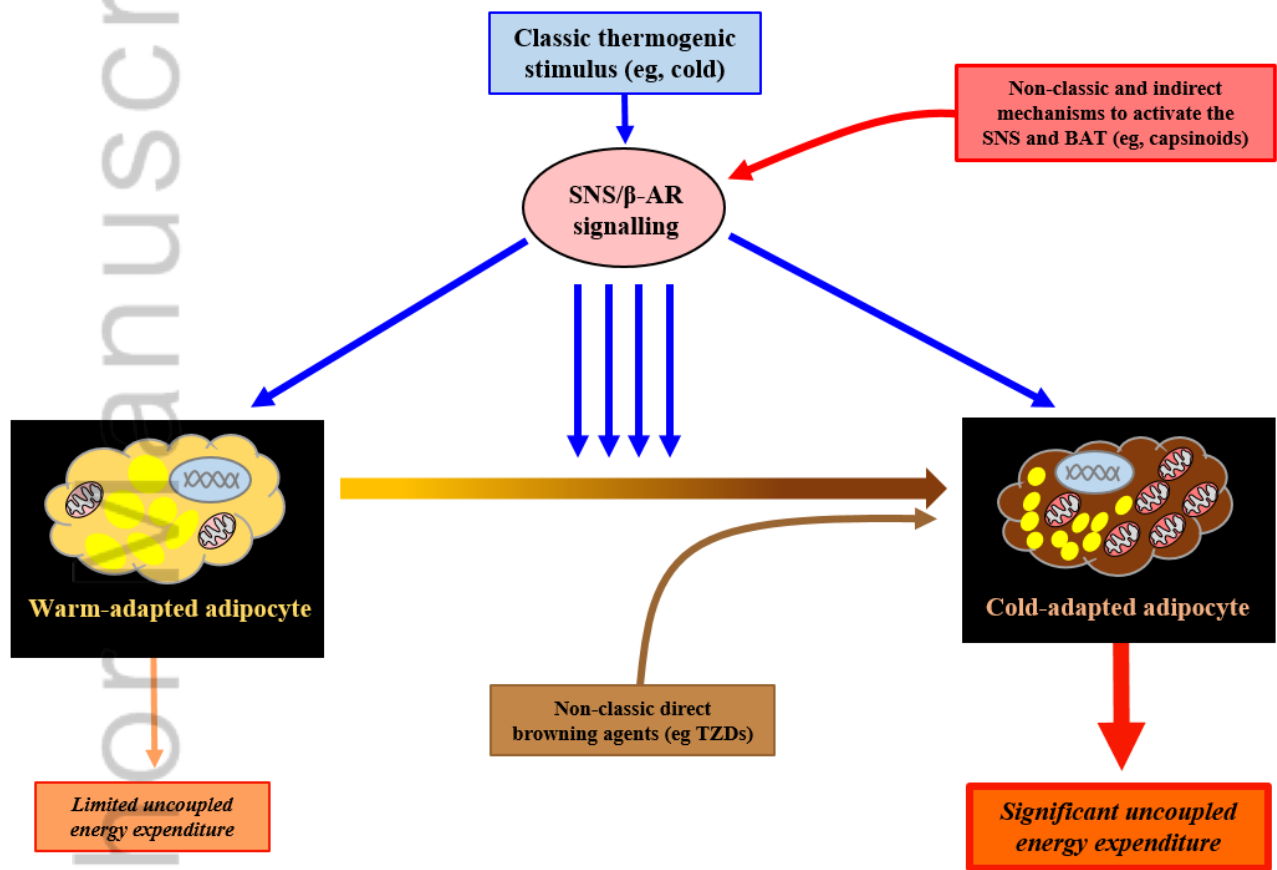 Classic thermogenic
stimulus (eg, cold)
Non-classic and indirect
mechanisms to activate the
SNS and BAT (eg, capsinoids)
SNS/β-AR
signalling
Warm-adapted adipocyte
Cold-adapted adipocyte
Non-classic direct
browning agents (eg TZDs)
Limited uncoupled
energy expenditure
Significant uncoupled
energy expenditure
hor Manuscr